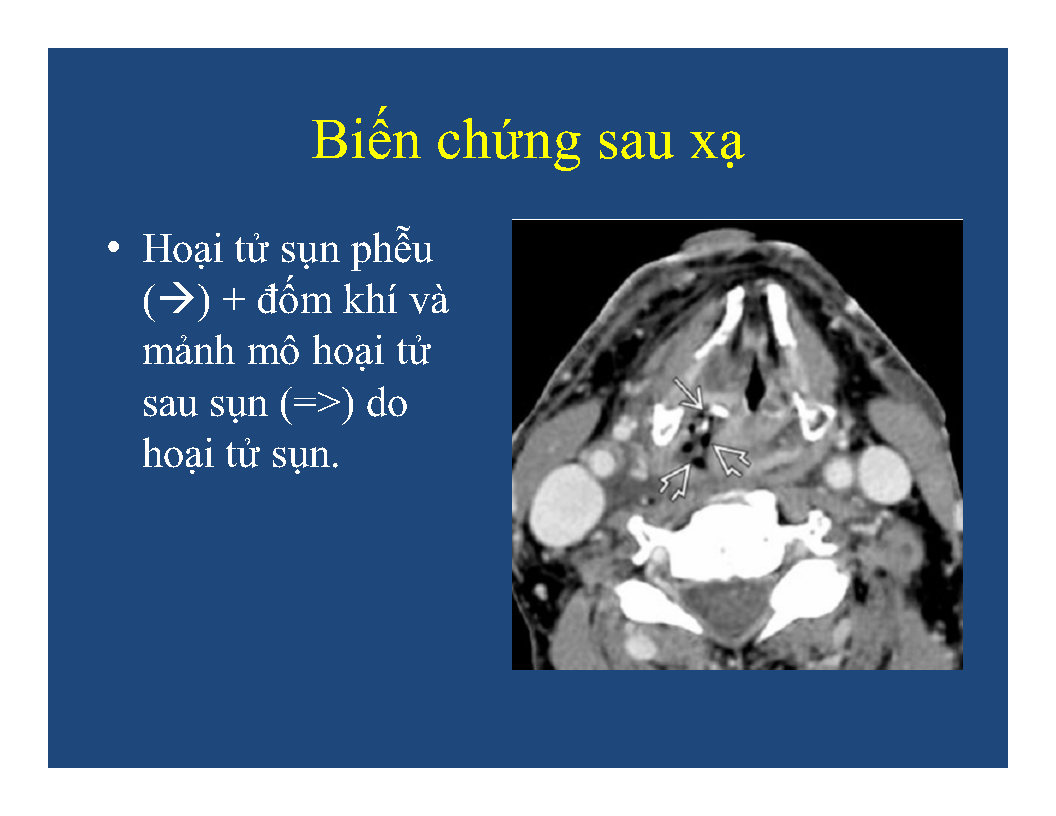 Biến chứng sau xạ
• Hoại tử sụn phễu
(→) + đốm khí và
mảnh mô hoại tử
sau sụn (=>) do
hoại tử sụn.